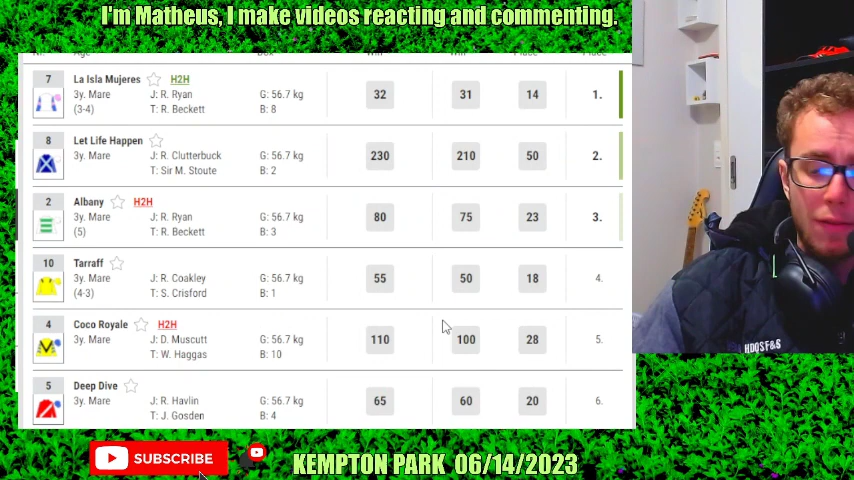 I'm Matheus, I make videos reacting and commenting.
7 La Isla Mujeres H2H
3y. Mare J: R. Ryan G: 56.7 kg 32 31 14 1.
(3-4) T: R. Beckett B: 8
8 Let Life Happen
3y. Mare J: R. Clutterbuck G: 56.7 kg 230 210 50 2.
T: Sir M. Stoute B: 2
2 Albany H2H
3y. Mare J: R. Ryan G: 56.7 kg 80 75 23 3.
(5) T: R. Beckett B: 3
10 Tarraff
3y. Mare J: R. Coakley G: 56.7 kg 55 50 18 4.
(4-3) T: S. Crisford B: 1
4 Coco Royale H2H
3y. Mare J: D. Muscutt G: 56.7 kg 110 100 28 5.
T: W. Haggas B: 10
5 Deep Dive
3y. Mare J: R. Havlin G: 56.7 kg 65 60 20 6.
T: J. Gosden B: 4
SUBSCRIBE
KEMPTON PARK 06/14/2023